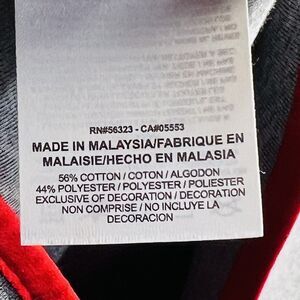 RN#56323 - CA#05553
MADE IN MALAYSIA/FABRIQUE EN
MALAISIE/HECHO EN MALASIA
56% COTTON / COTON / ALGODON
44% POLYESTER / POLYESTER / POLIESTER
EXCLUSIVE OF DECORATION / DECORATION
NON COMPRISE / NO INCLUYE LA
DECORACION